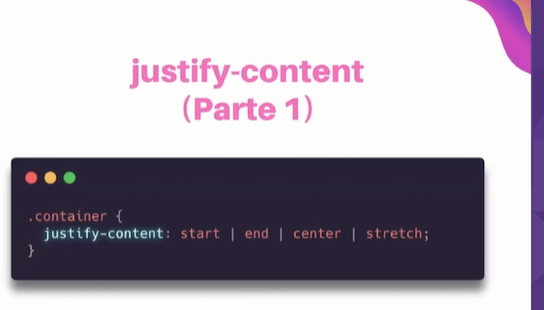 justify-content
(Parte 1)
.container {
justify-content: start | end | center | stretch;
}